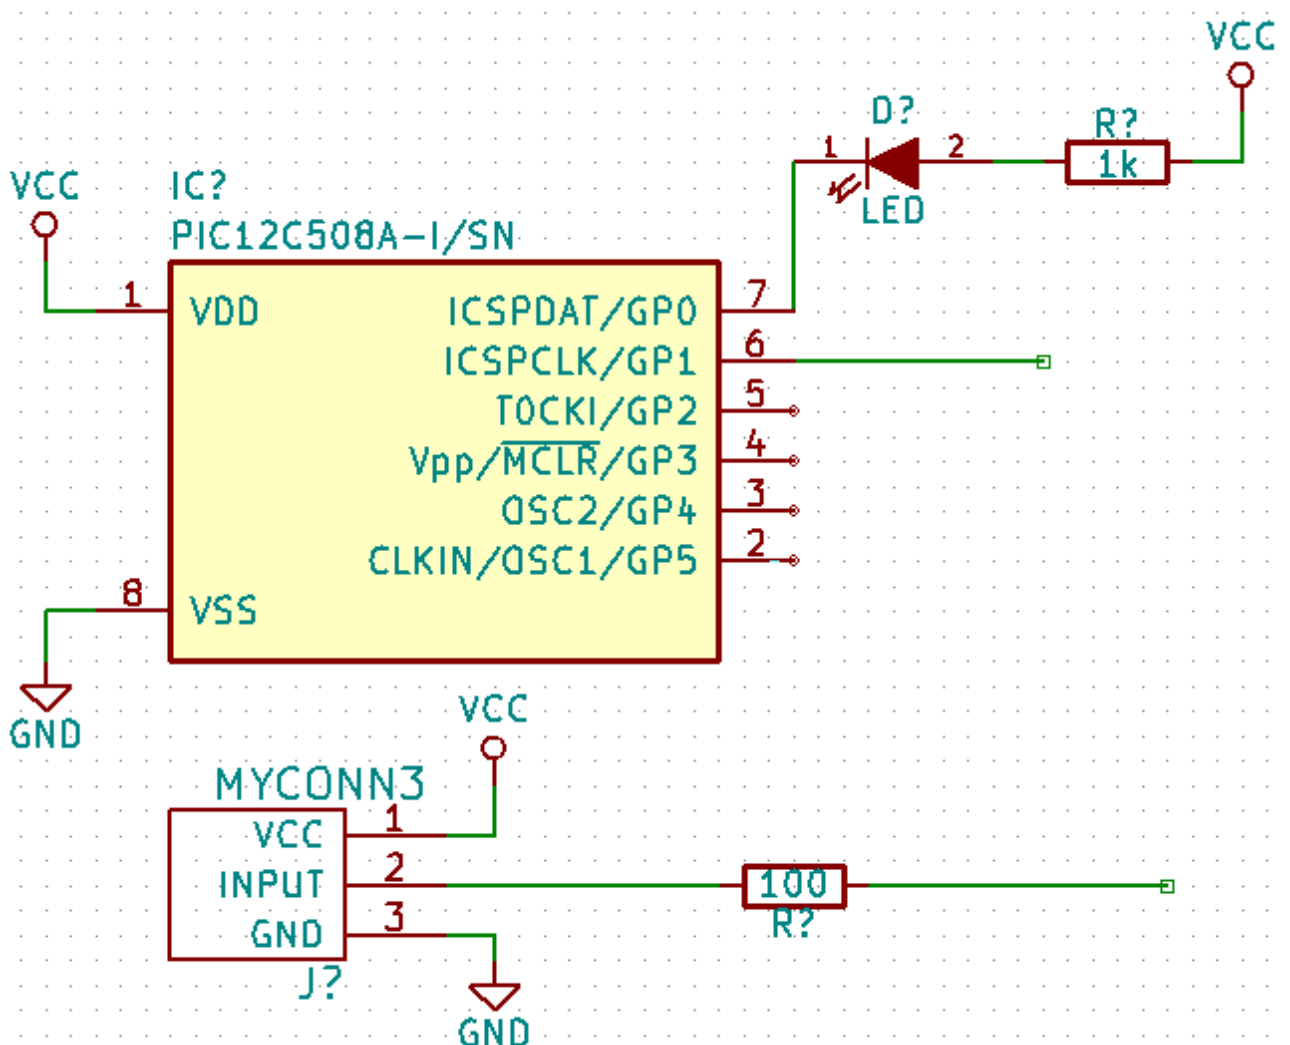 VCC
D?
R?
1 2
1k
LED
VCC
IC?
PIC12C508A-I/SN
1
VDD
ICSPDAT/GP0
7
ICSPCLK/GP1
6
T0CKI/GP2
5
Vpp/MCLR/GP3
4
OSC2/GP4
3
CLKIN/OSC1/GP5
2
8
VSS
GND
VCC
MYCONN3
VCC
1
INPUT
2
100
GND
3
R?
J?
GND